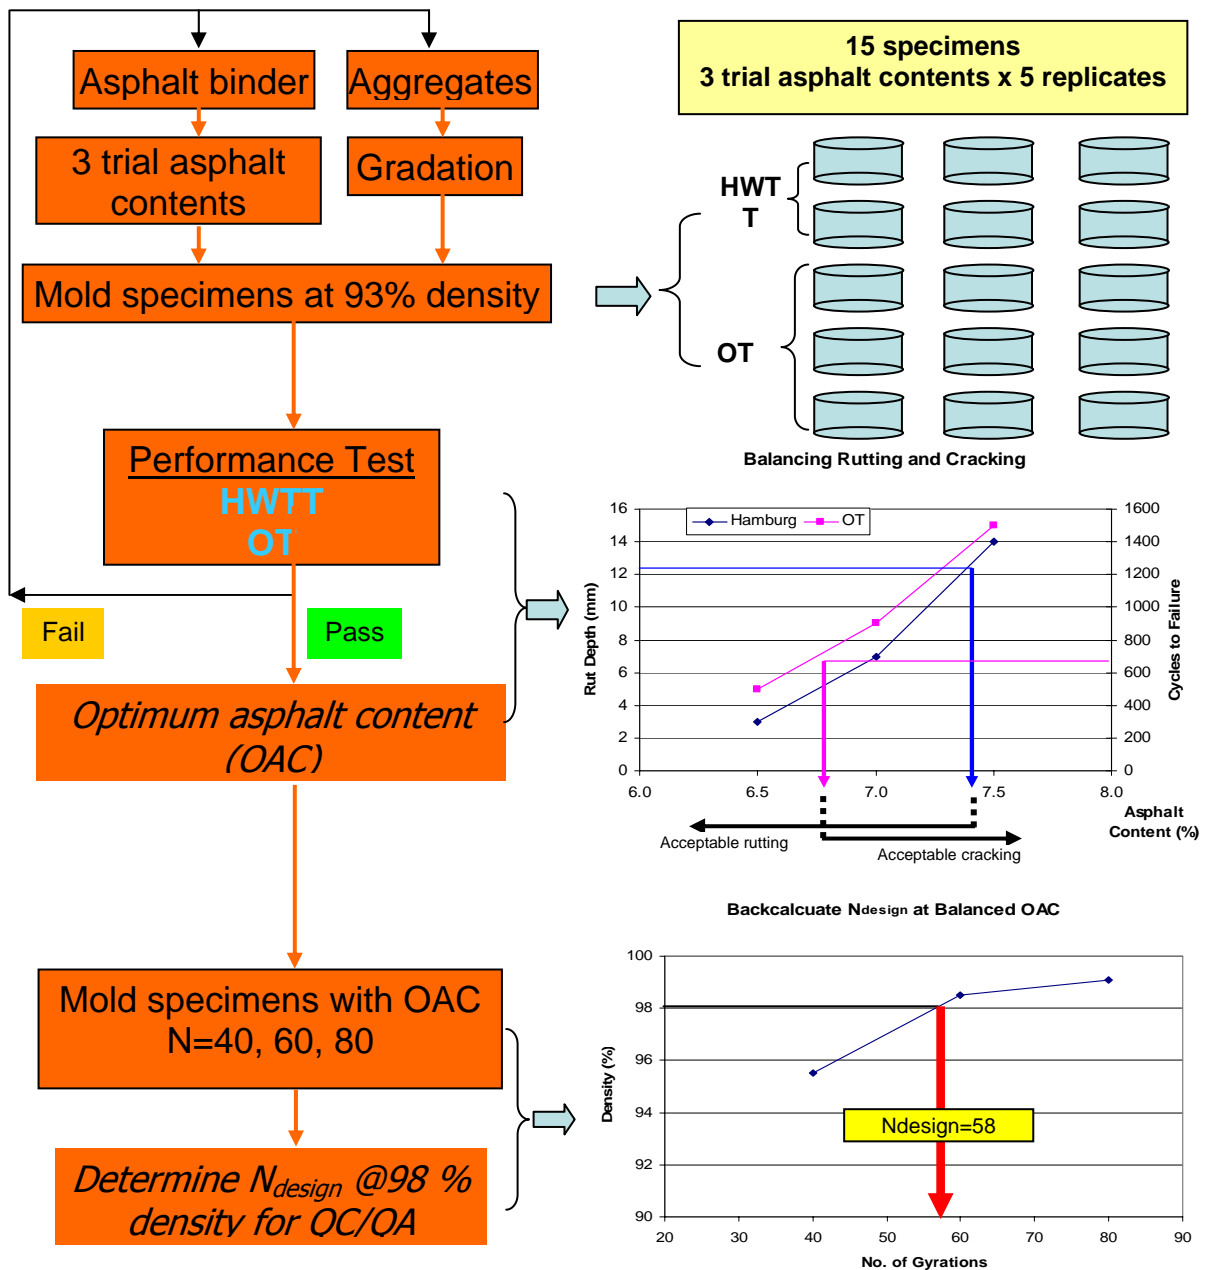 Asphalt binder
Aggregates
3 trial asphalt
contents
Gradation
Mold specimens at 93% density
Performance Test
HWTT
OT
Fail
Pass
Optimum asphalt content
(OAC)
Mold specimens with OAC
N=40, 60, 80
Determine Ndesign @98 %
density for QC/QA
15 specimens
3 trial asphalt contents x 5 replicates
HWT
T
OT
Balancing Rutting and Cracking
Hamburg
OT
16
14
12
10
8
6
4
2
0
Rut Depth (mm)
1600
1400
1200
1000
800
600
400
200
0
Cycles to Failure
6.0
6.5
7.0
7.5
8.0
Asphalt
Content (%)
Acceptable rutting
Acceptable cracking
Backcalcuate Ndesign at Balanced OAC
100
98
96
94
92
90
Density (%)
Ndesign=58
20
30
40
50
60
70
80
90
No. of Gyrations